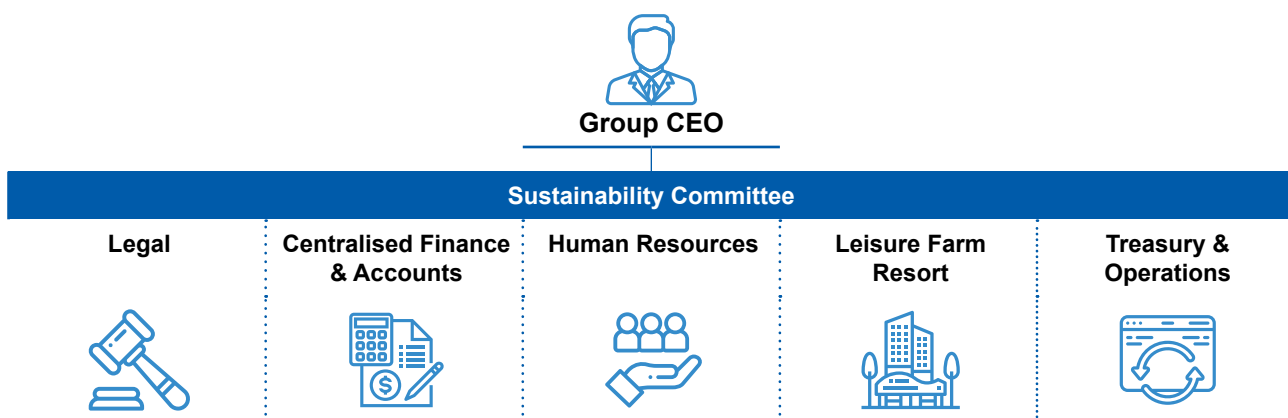 Group CEO
Sustainability Committee
Legal
Centralised Finance
& Accounts
Human Resources
Leisure Farm
Resort
Treasury &
Operations
$